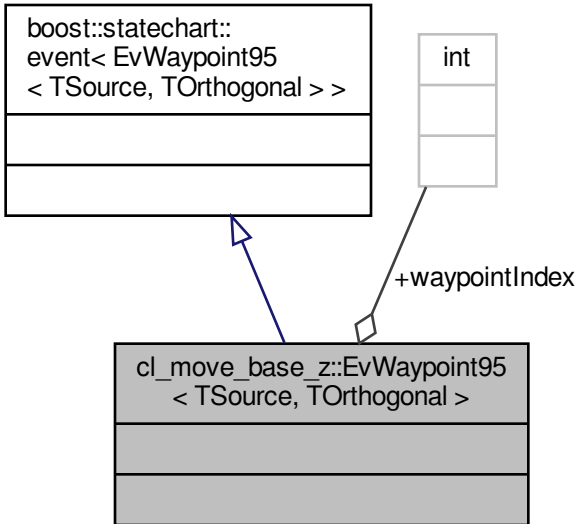 boost::statechart::
event< EvWaypoint95
< TSource, TOrthogonal > >
int
+waypointIndex
cl_move_base_z::EvWaypoint95
< TSource, TOrthogonal >